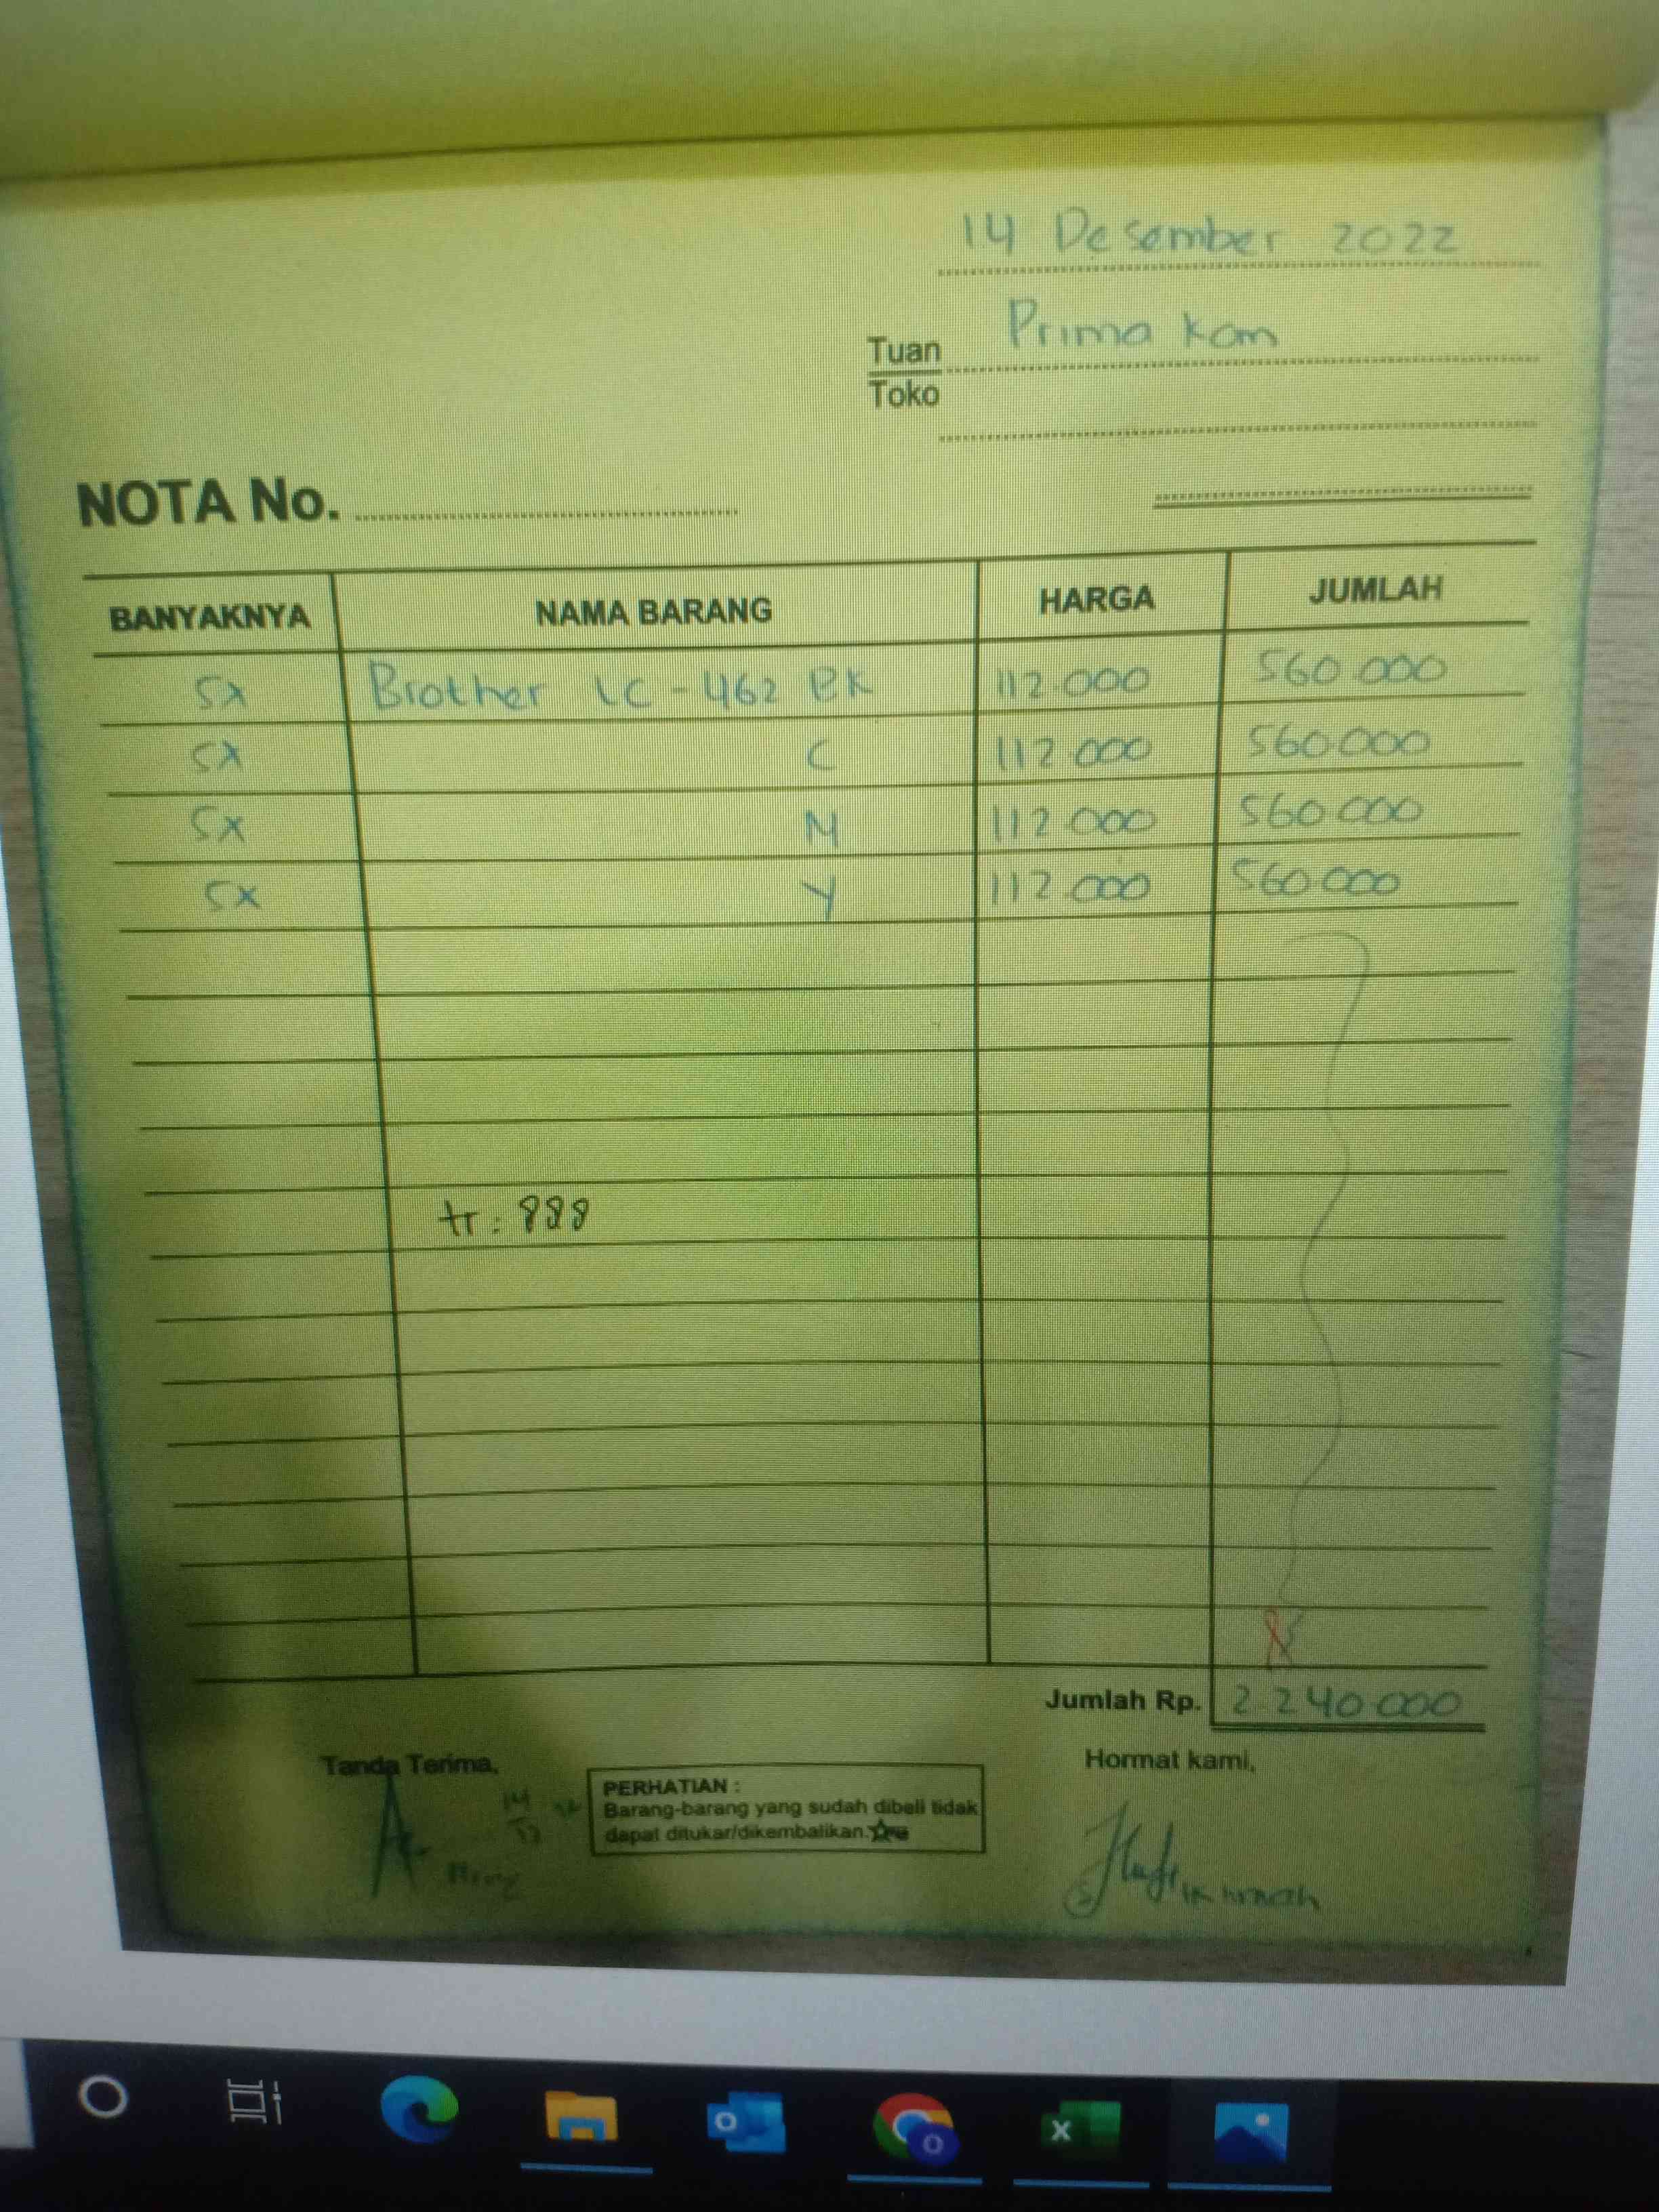 14 Desember 2022
Tuan Prima Kom
Toko
NOTA No.
BANYAKNYA NAMA BARANG HARGA JUMLAH
5x Brother LC-462 BK 112.000 560.000
5x C 112.000 560.000
5x M 112.000 560.000
5x Y 112.000 560.000
tr : 888
Jumlah Rp. 2.240.000
Tanda Terima, Hormat kami,
PERHATIAN :
Barang-barang yang sudah dibeli tidak
dapat ditukar/dikembalikan.
14
12